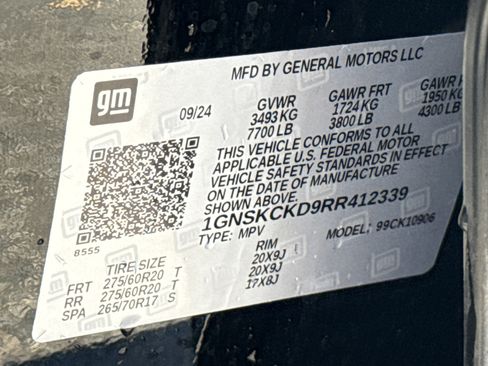 gm
MFD BY GENERAL MOTORS LLC
09/24 GVWR GAWR FRT GAWR
3493 KG 1724 KG 1950 KG
7700 LB 3800 LB 4300 LB
THIS VEHICLE CONFORMS TO ALL
APPLICABLE U.S. FEDERAL MOTOR
VEHICLE SAFETY STANDARDS IN EFFECT
ON THE DATE OF MANUFACTURE
SHOWN ABOVE.
1GNSKCKD9RR412339
8555 TYPE: MPV MODEL: 99CK10906
TIRE SIZE RIM
FRT 275/60R20 T 20X9J
RR 275/60R20 T 20X9J
SPA 265/70R17 S 17X8J